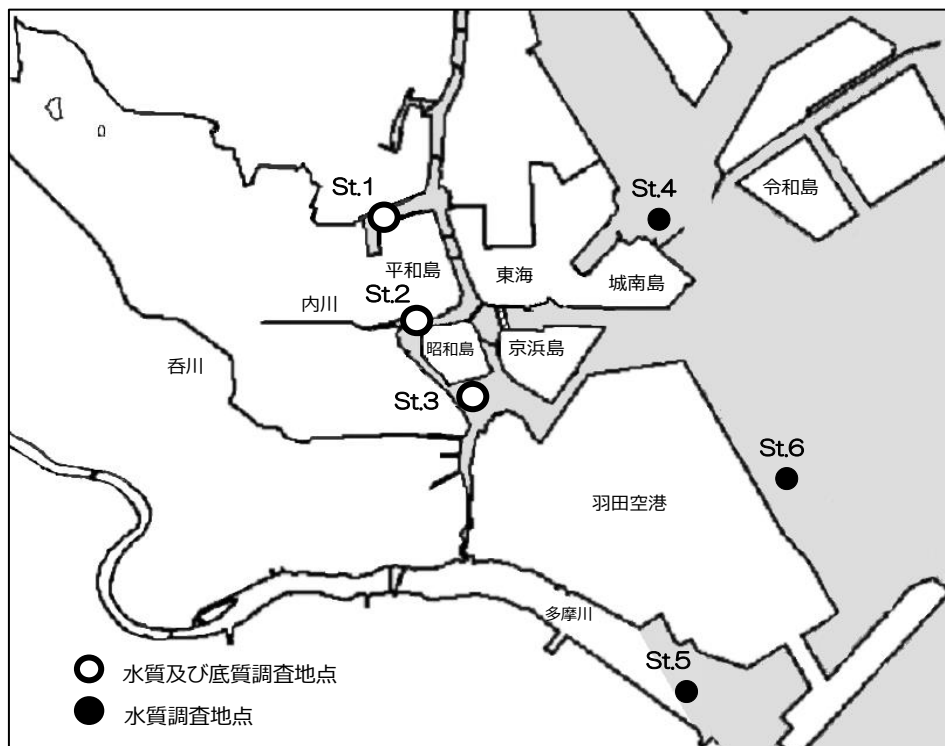 St.1
St.4
令和島
平和島
東海
城南島
内川
St.2
昭和島
京浜島
呑川
St.3
St.6
羽田空港
多摩川
St.5
水質及び底質調査地点
水質調査地点